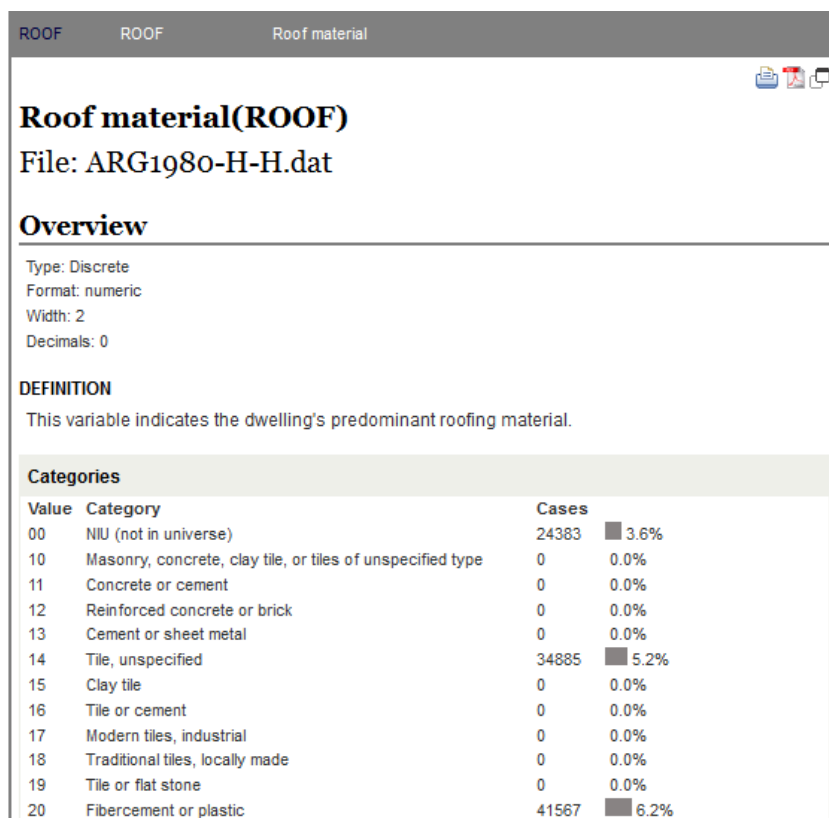 ROOF ROOF Roof material
Roof material(ROOF)
File: ARG1980-H-H.dat
Overview
Type: Discrete
Format: numeric
Width: 2
Decimals: 0
DEFINITION
This variable indicates the dwelling's predominant roofing material.
Categories
Value Category Cases
00 NIU (not in universe) 24383 3.6%
10 Masonry, concrete, clay tile, or tiles of unspecified type 0 0.0%
11 Concrete or cement 0 0.0%
12 Reinforced concrete or brick 0 0.0%
13 Cement or sheet metal 0 0.0%
14 Tile, unspecified 34885 5.2%
15 Clay tile 0 0.0%
16 Tile or cement 0 0.0%
17 Modern tiles, industrial 0 0.0%
18 Traditional tiles, locally made 0 0.0%
19 Tile or flat stone 0 0.0%
20 Fibercement or plastic 41567 6.2%